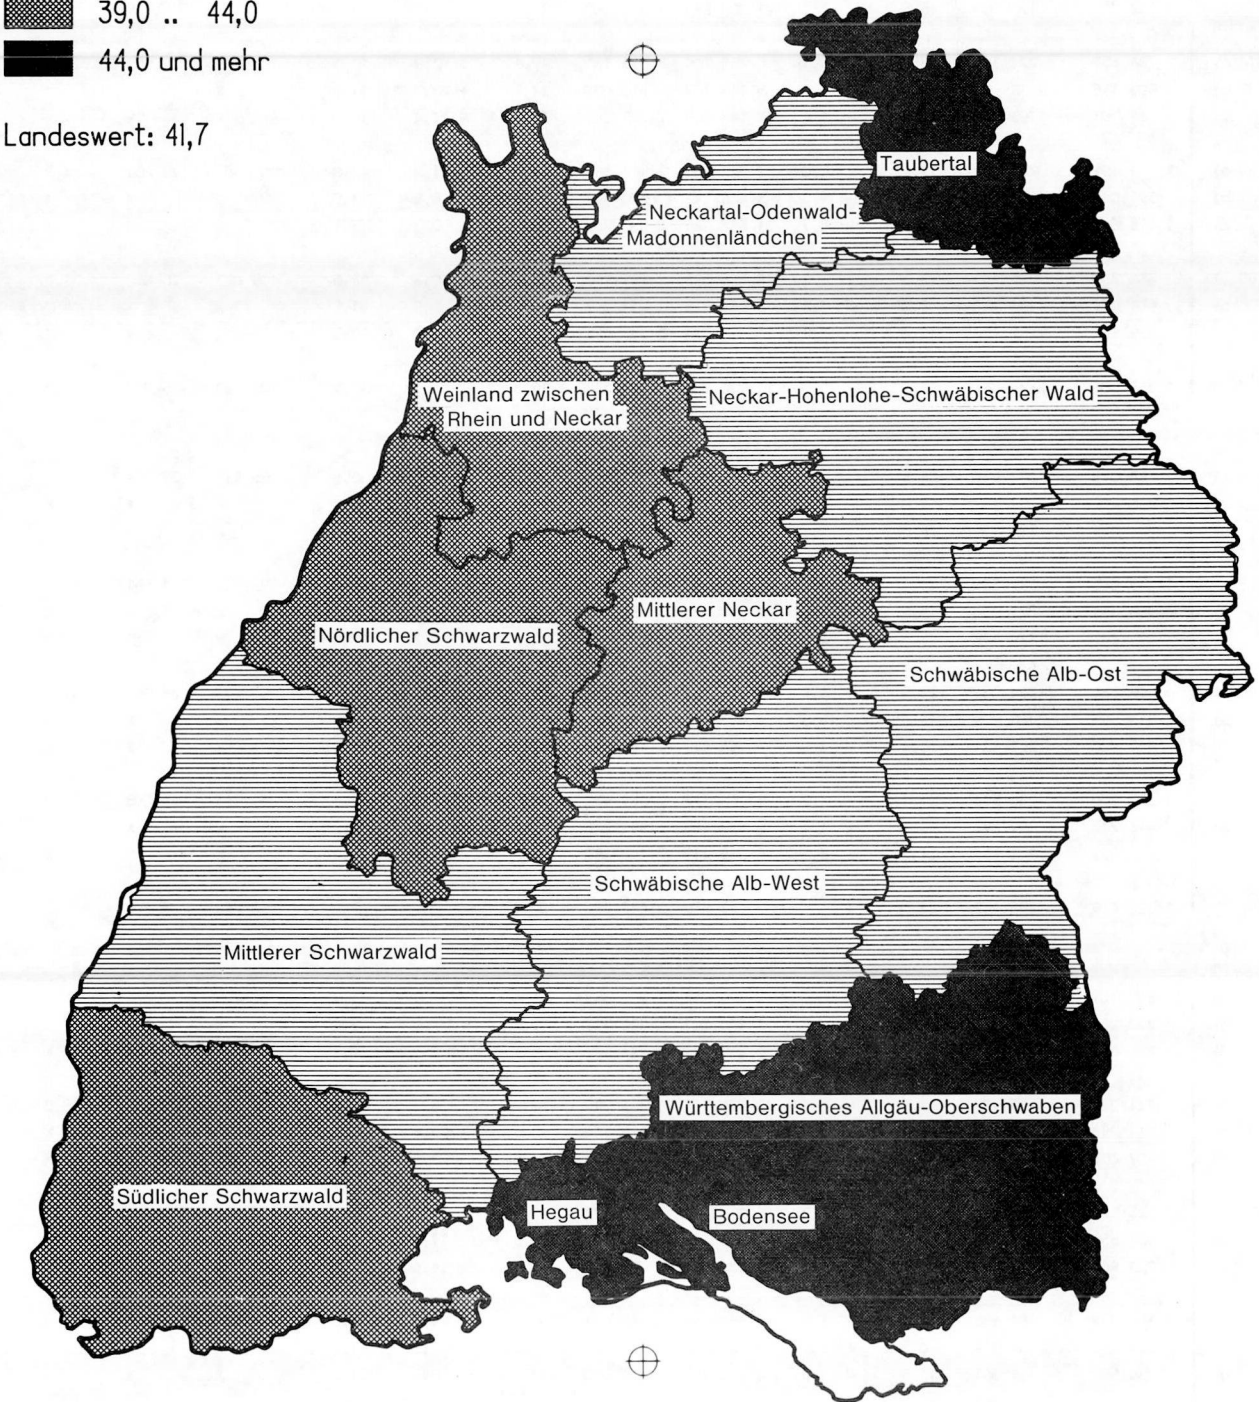 39,0 .. 44,0
44,0 und mehr
Landeswert: 41,7
Taubertal
Neckartal-Odenwald-
Madonnenländchen
Weinland zwischen
Rhein und Neckar
Neckar-Hohenlohe-Schwäbischer Wald
Mittlerer Neckar
Nördlicher Schwarzwald
Schwäbische Alb-Ost
Schwäbische Alb-West
Mittlerer Schwarzwald
Württembergisches Allgäu-Oberschwaben
Südlicher Schwarzwald
Hegau
Bodensee